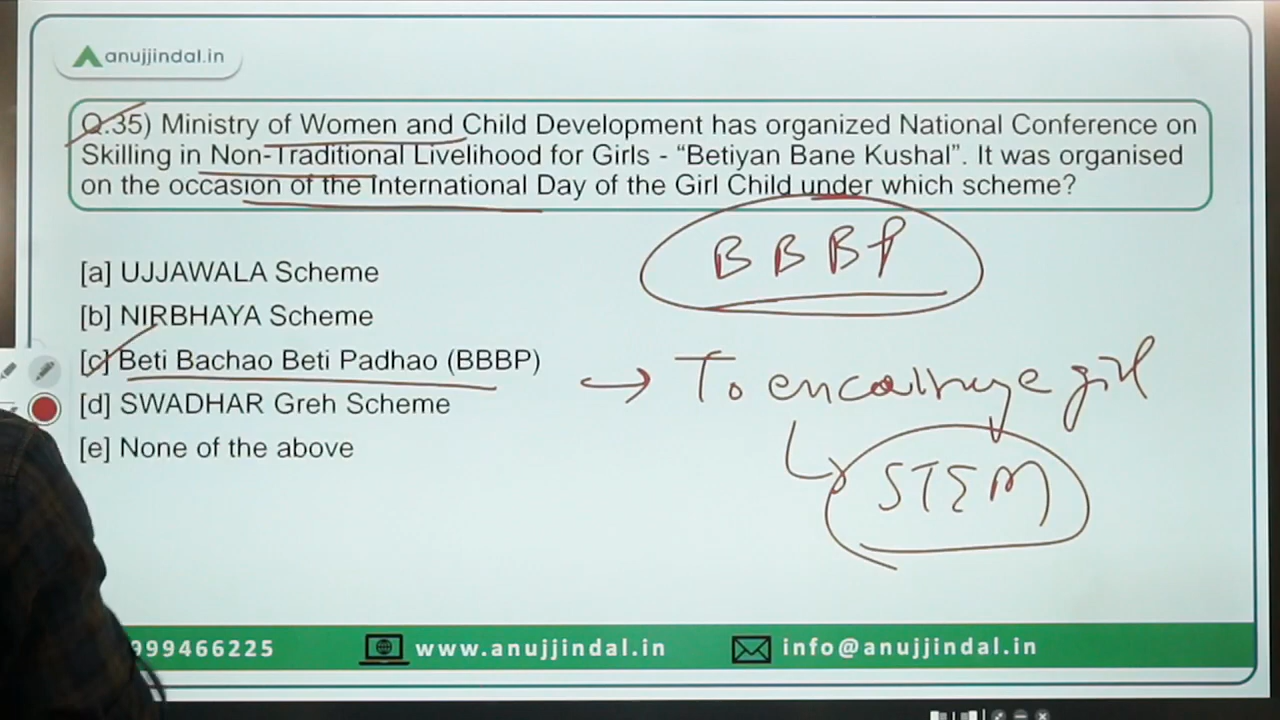 anujjindal.in
Q.35) Ministry of Women and Child Development has organized National Conference on
Skilling in Non-Traditional Livelihood for Girls - “Betiyan Bane Kushal”. It was organised
on the occasion of the International Day of the Girl Child under which scheme?
BBBP
[a] UJJAWALA Scheme
[b] NIRBHAYA Scheme
[c] Beti Bachao Beti Padhao (BBBP)
[d] SWADHAR Greh Scheme
[e] None of the above
→ To encourage girl
STEM
999466225
www.anujjindal.in
info@anujjindal.in